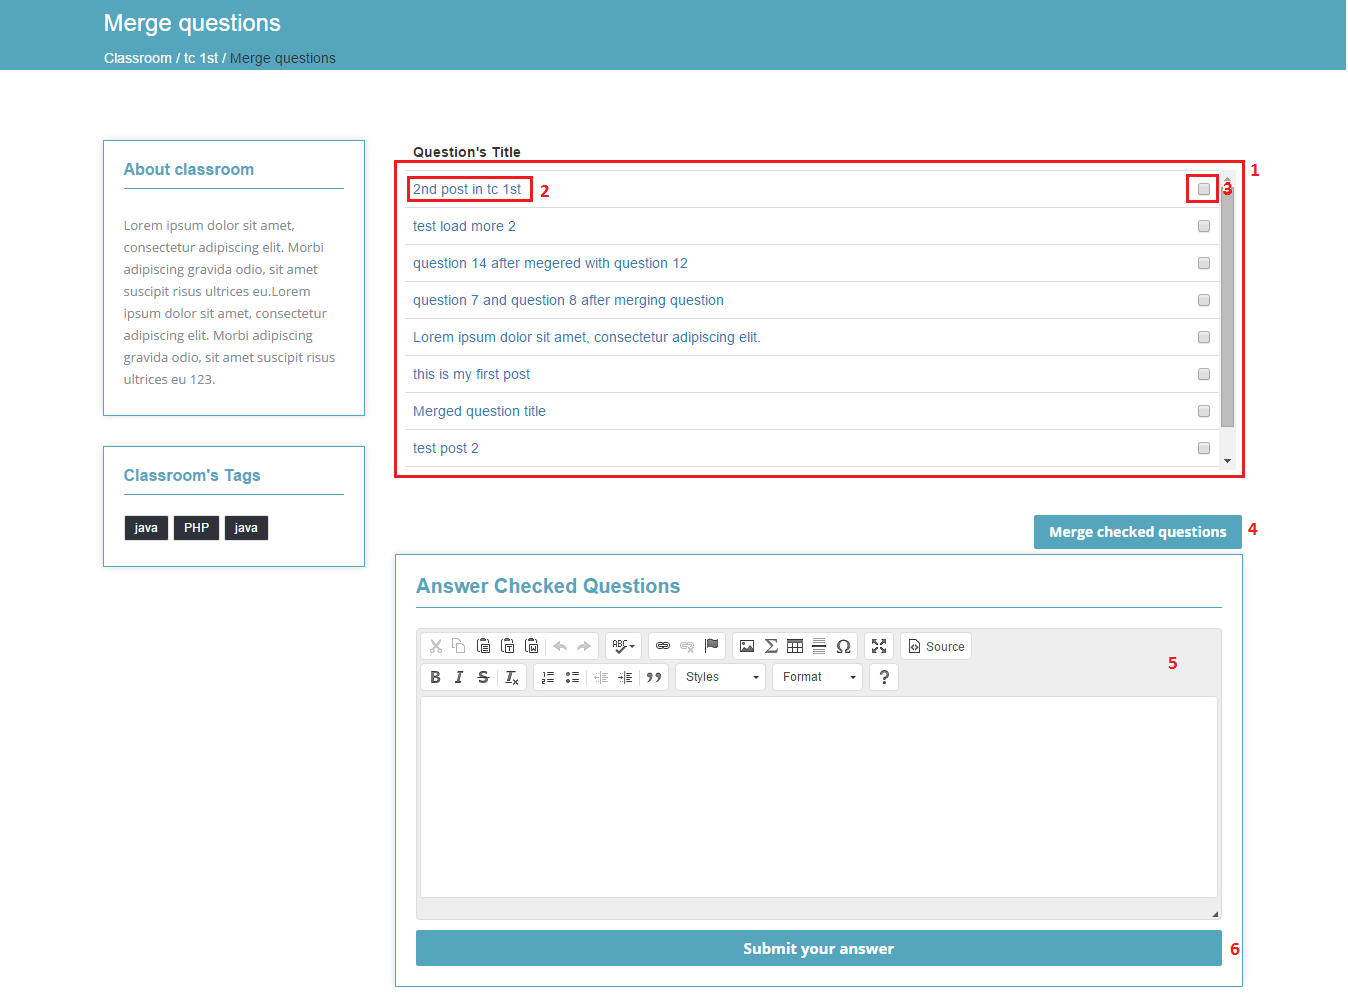 Merge questions
Classroom / tc 1st / Merge questions
About classroom
Lorem ipsum dolor sit amet,
consectetur adipiscing elit. Morbi
adipiscing gravida odio, sit amet
suscipit risus ultrices eu.Lorem
ipsum dolor sit amet, consectetur
adipiscing elit. Morbi adipiscing
gravida odio, sit amet suscipit risus
ultrices eu 123.
Classroom's Tags
java PHP java
Question's Title
1
2nd post in tc 1st 2 3
test load more 2
question 14 after megered with question 12
question 7 and question 8 after merging question
Lorem ipsum dolor sit amet, consectetur adipiscing elit.
this is my first post
Merged question title
test post 2
Merge checked questions 4
Answer Checked Questions
ABC Σ Ω Source
5
B I S Tx Styles Format ?
Submit your answer 6